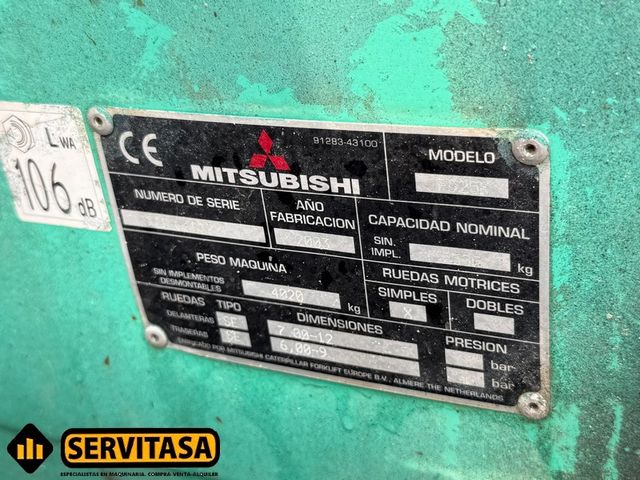 CE
91283-43100
MODELO
MITSUBISHI
LWA
106 dB
NUMERO DE SERIE
AÑO FABRICACION
2003
CAPACIDAD NOMINAL
SIN. IMPL.
kg
PESO MAQUINA
SIN IMPLEMENTOS DESMONTABLES
4020 kg
RUEDAS MOTRICES
SIMPLES
X
DOBLES
RUEDAS TIPO DIMENSIONES
DELANTERAS SE 7.00-12
TRASERAS SE 6.00-9
PRESION
bar
bar
ENSAYADO POR MITSUBISHI CATERPILLAR FORKLIFT EUROPE B.V., ALMERE THE NETHERLANDS
SERVITASA
ESPECIALISTAS EN MAQUINARIA. COMPRA-VENTA-ALQUILER